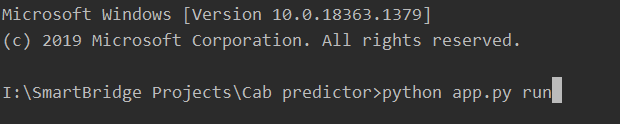 Microsoft Windows [Version 10.0.18363.1379]
(c) 2019 Microsoft Corporation. All rights reserved.
I:\SmartBridge Projects\Cab predictor>python app.py run